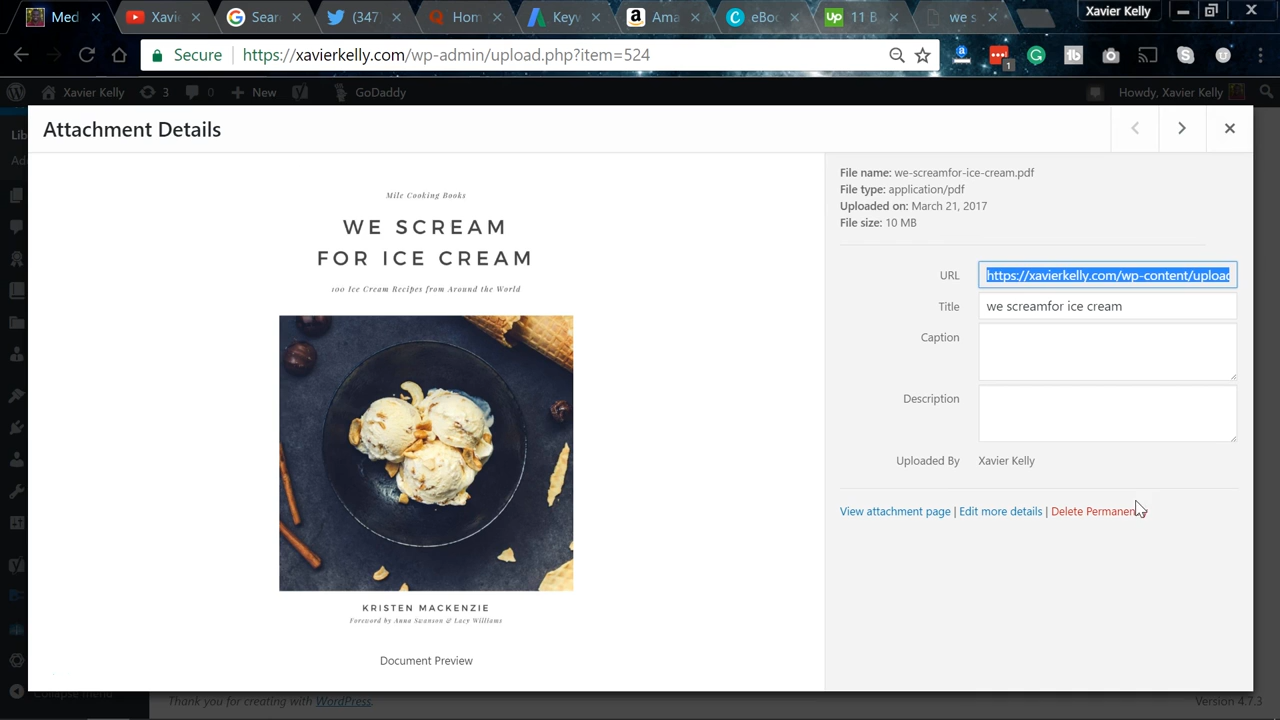 Med
Xavi
Sear
(347)
Hom
Keyw
Ama
eBo
11 B
we s
Xavier Kelly
Secure https://xavierkelly.com/wp-admin/upload.php?item=524
1
Xavier Kelly 3 0 New GoDaddy Howdy, Xavier Kelly
Attachment Details
Mile Cooking Books
WE SCREAM
FOR ICE CREAM
100 Ice Cream Recipes from Around the World
KRISTEN MACKENZIE
Foreword by Anna Swanson & Lacy Williams
Document Preview
File name: we-screamfor-ice-cream.pdf
File type: application/pdf
Uploaded on: March 21, 2017
File size: 10 MB
URL https://xavierkelly.com/wp-content/upload
Title we screamfor ice cream
Caption
Description
Uploaded By Xavier Kelly
View attachment page | Edit more details | Delete Permanen
Collapse menu
Thank you for creating with WordPress.
Version 4.7.3